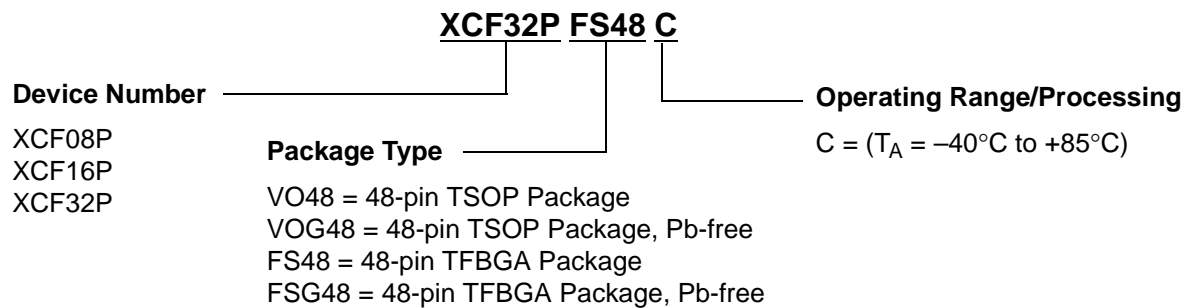 XCF32P FS48 C
Device Number
XCF08P
XCF16P
XCF32P
Package Type
VO48 = 48-pin TSOP Package
VOG48 = 48-pin TSOP Package, Pb-free
FS48 = 48-pin TFBGA Package
FSG48 = 48-pin TFBGA Package, Pb-free
Operating Range/Processing
C = (TA = –40°C to +85°C)